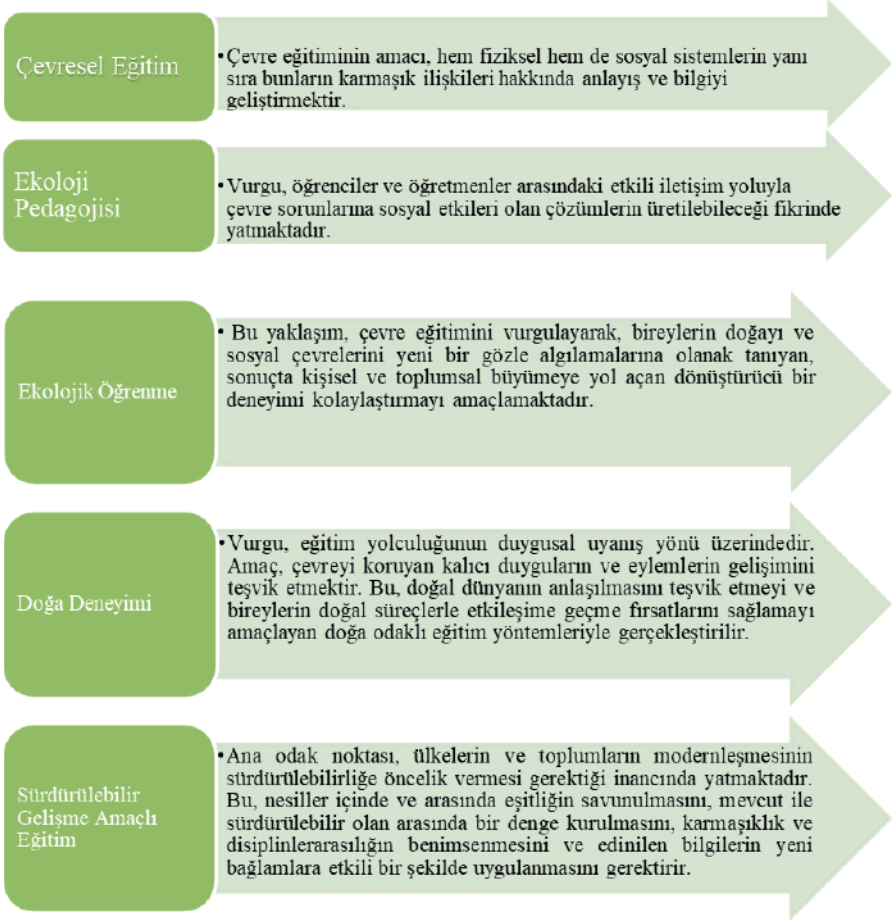 Çevresel Eğitim
•Çevre eğitiminin amacı, hem fiziksel hem de sosyal sistemlerin yanı
sıra bunların karmaşık ilişkileri hakkında anlayış ve bilgiyi
geliştirmektir.
Ekoloji
Pedagojisi
•Vurgu, öğrenciler ve öğretmenler arasındaki etkili iletişim yoluyla
çevre sorunlarına sosyal etkileri olan çözümlerin üretilebileceği fikrinde
yatmaktadır.
Ekolojik Öğrenme
• Bu yaklaşım, çevre eğitimini vurgulayarak, bireylerin doğayı ve
sosyal çevrelerini yeni bir gözle algılamalarına olanak tanıyan,
sonuçta kişisel ve toplumsal büyümeye yol açan dönüştürücü bir
deneyimi kolaylaştırmayı amaçlamaktadır.
Doğa Deneyimi
•Vurgu, eğitim yolculuğunun duygusal uyanış yönü üzerindedir.
Amaç, çevreyi koruyan kalıcı duyguların ve eylemlerin gelişimini
teşvik etmektir. Bu, doğal dünyanın anlaşılmasını teşvik etmeyi ve
bireylerin doğal süreçlerle etkileşime geçme fırsatlarını sağlamayı
amaçlayan doğa odaklı eğitim yöntemleriyle gerçekleştirilir.
Sürdürülebilir
Gelişme Amaçlı
Eğitim
•Ana odak noktası, ülkelerin ve toplumların modernleşmesinin
sürdürülebilirliğe öncelik vermesi gerektiği inancında yatmaktadır.
Bu, nesiller içinde ve arasında eşitliğin savunulmasını, mevcut ile
sürdürülebilir olan arasında bir denge kurulmasını, karmaşıklık ve
disiplinlerarasılığın benimsenmesini ve edinilen bilgilerin yeni
bağlamlara etkili bir şekilde uygulanmasını gerektirir.